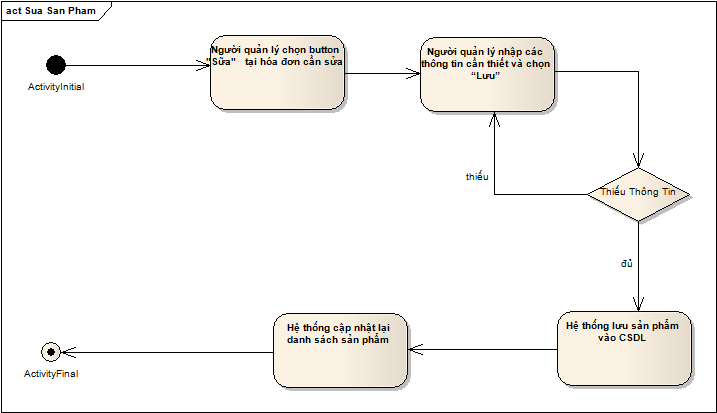 act Sua San Pham
Người quản lý chọn button
"Sữa" tại hóa đơn cần sửa
Người quản lý nhập các
thông tin cần thiết và chọn
“Lưu”
ActivityInitial
thiếu
Thiếu Thông Tin
đủ
Hệ thống cập nhật lại
danh sách sản phẩm
Hệ thống lưu sản phẩm
vào CSDL
ActivityFinal